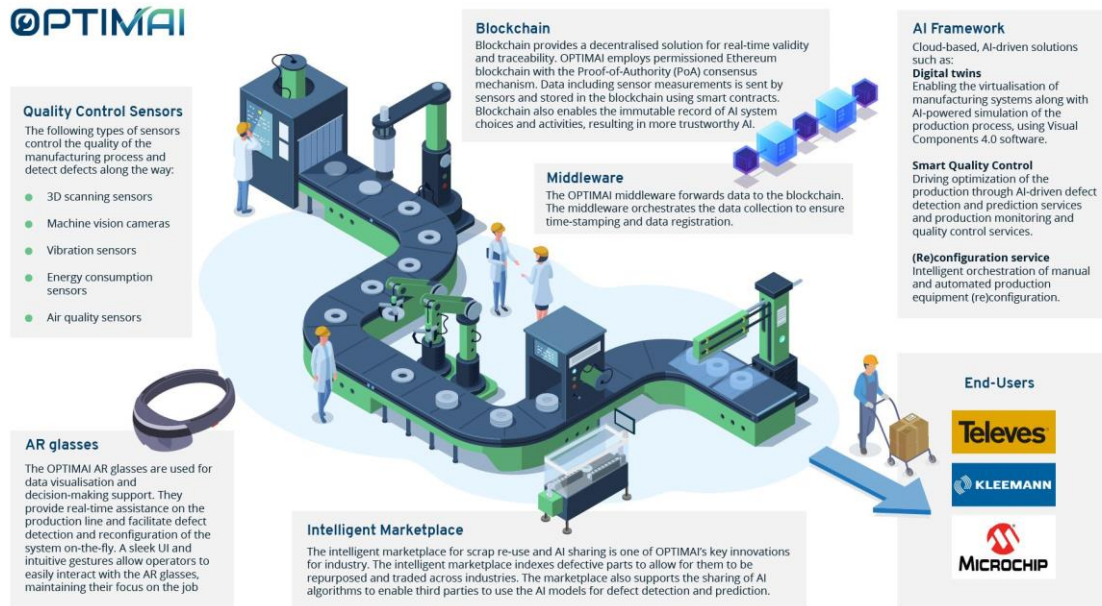 OPTIMAI
Quality Control Sensors
The following types of sensors
control the quality of the
manufacturing process and
detect defects along the way:
3D scanning sensors
Machine vision cameras
Vibration sensors
Energy consumption
sensors
Air quality sensors
AR glasses
The OPTIMAI AR glasses are used for
data visualisation and
decision-making support. They
provide real-time assistance on the
production line and facilitate defect
detection and reconfiguration of the
system on-the-fly. A sleek UI and
intuitive gestures allow operators to
easily interact with the AR glasses,
maintaining their focus on the job
Blockchain
Blockchain provides a decentralised solution for real-time validity
and traceability. OPTIMAI employs permissioned Ethereum
blockchain with the Proof-of-Authority (PoA) consensus
mechanism. Data including sensor measurements is sent by
sensors and stored in the blockchain using smart contracts.
Blockchain also enables the immutable record of AI system
choices and activities, resulting in more trustworthy AI.
Middleware
The OPTIMAI middleware forwards data to the blockchain.
The middleware orchestrates the data collection to ensure
time-stamping and data registration.
Intelligent Marketplace
The intelligent marketplace for scrap re-use and AI sharing is one of OPTIMAI's key innovations
for industry. The intelligent marketplace indexes defective parts to allow for them to be
repurposed and traded across industries. The marketplace also supports the sharing of AI
algorithms to enable third parties to use the AI models for defect detection and prediction.
AI Framework
Cloud-based, AI-driven solutions
such as:
Digital twins
Enabling the virtualisation of
manufacturing systems along with
AI-powered simulation of the
production process, using Visual
Components 4.0 software.
Smart Quality Control
Driving optimization of the
production through AI-driven defect
detection and prediction services
and production monitoring and
quality control services.
(Re)configuration service
Intelligent orchestration of manual
and automated production
equipment (re)configuration.
End-Users
Televes
KLEEMANN
MICROCHIP